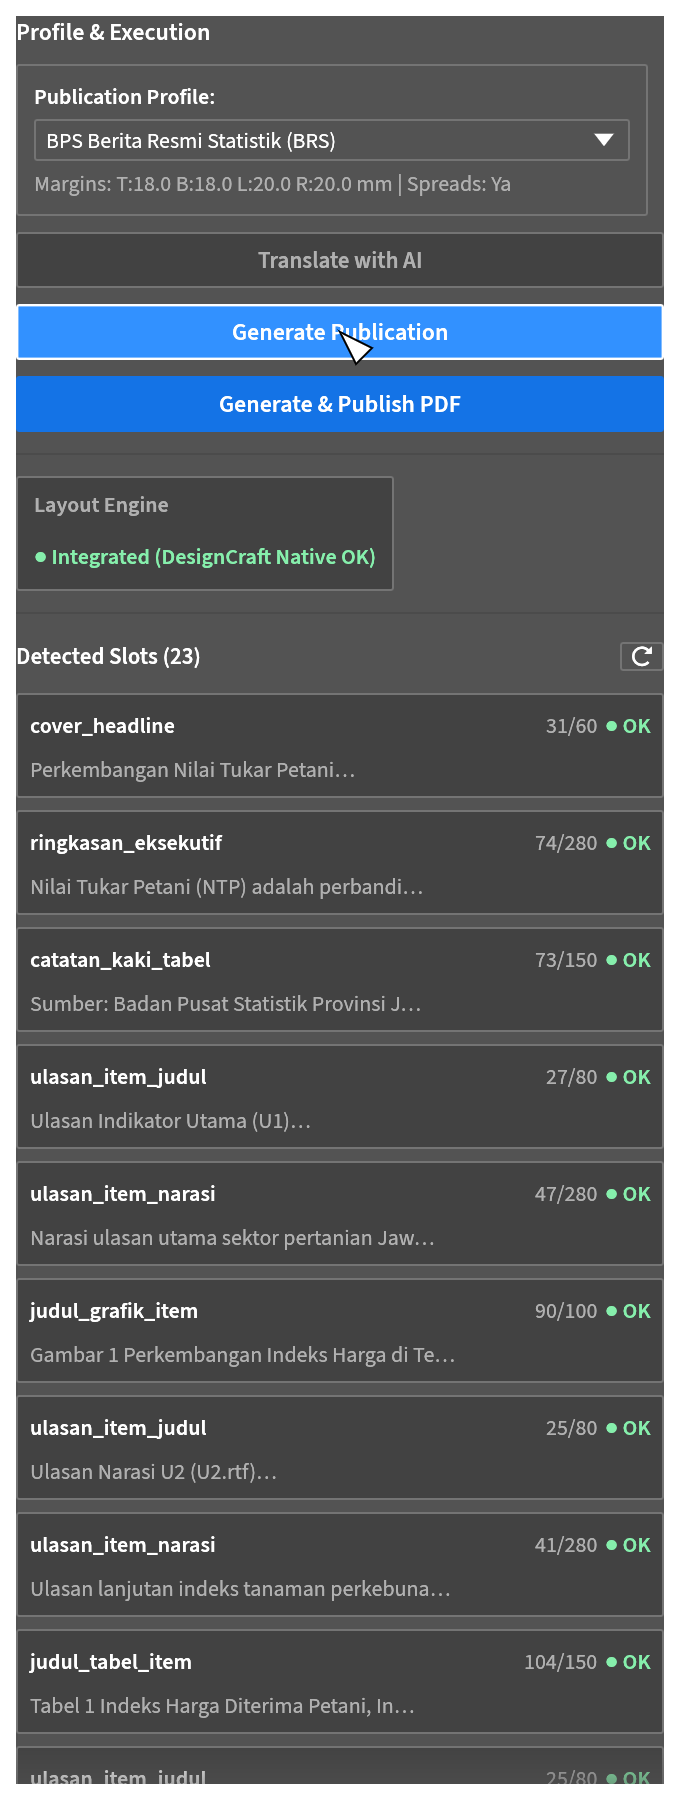 Profile & Execution
Publication Profile:
BPS Berita Resmi Statistik (BRS)
Margins: T:18.0 B:18.0 L:20.0 R:20.0 mm | Spreads: Ya
Translate with AI
Generate Publication
Generate & Publish PDF
Layout Engine
● Integrated (DesignCraft Native OK)
Detected Slots (23)
cover_headline 31/60 ● OK
Perkembangan Nilai Tukar Petani...
ringkasan_eksekutif 74/280 ● OK
Nilai Tukar Petani (NTP) adalah perbandi...
catatan_kaki_tabel 73/150 ● OK
Sumber: Badan Pusat Statistik Provinsi J...
ulasan_item_judul 27/80 ● OK
Ulasan Indikator Utama (U1)...
ulasan_item_narasi 47/280 ● OK
Narasi ulasan utama sektor pertanian Jaw...
judul_grafik_item 90/100 ● OK
Gambar 1 Perkembangan Indeks Harga di Te...
ulasan_item_judul 25/80 ● OK
Ulasan Narasi U2 (U2.rtf)...
ulasan_item_narasi 41/280 ● OK
Ulasan lanjutan indeks tanaman perkebuna...
judul_tabel_item 104/150 ● OK
Tabel 1 Indeks Harga Diterima Petani, In...
ulasan_item_judul 25/80 ● OK